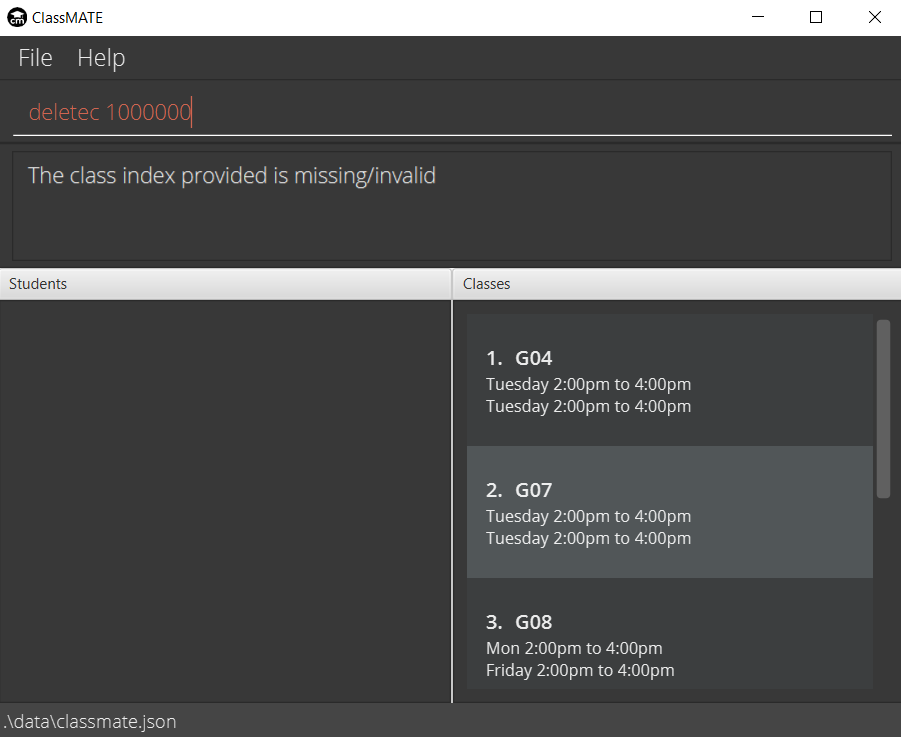 cm ClassMATE
File Help
deletec 1000000
The class index provided is missing/invalid
Students
Classes
1. G04
Tuesday 2:00pm to 4:00pm
Tuesday 2:00pm to 4:00pm
2. G07
Tuesday 2:00pm to 4:00pm
Tuesday 2:00pm to 4:00pm
3. G08
Mon 2:00pm to 4:00pm
Friday 2:00pm to 4:00pm
.\data\classmate.json